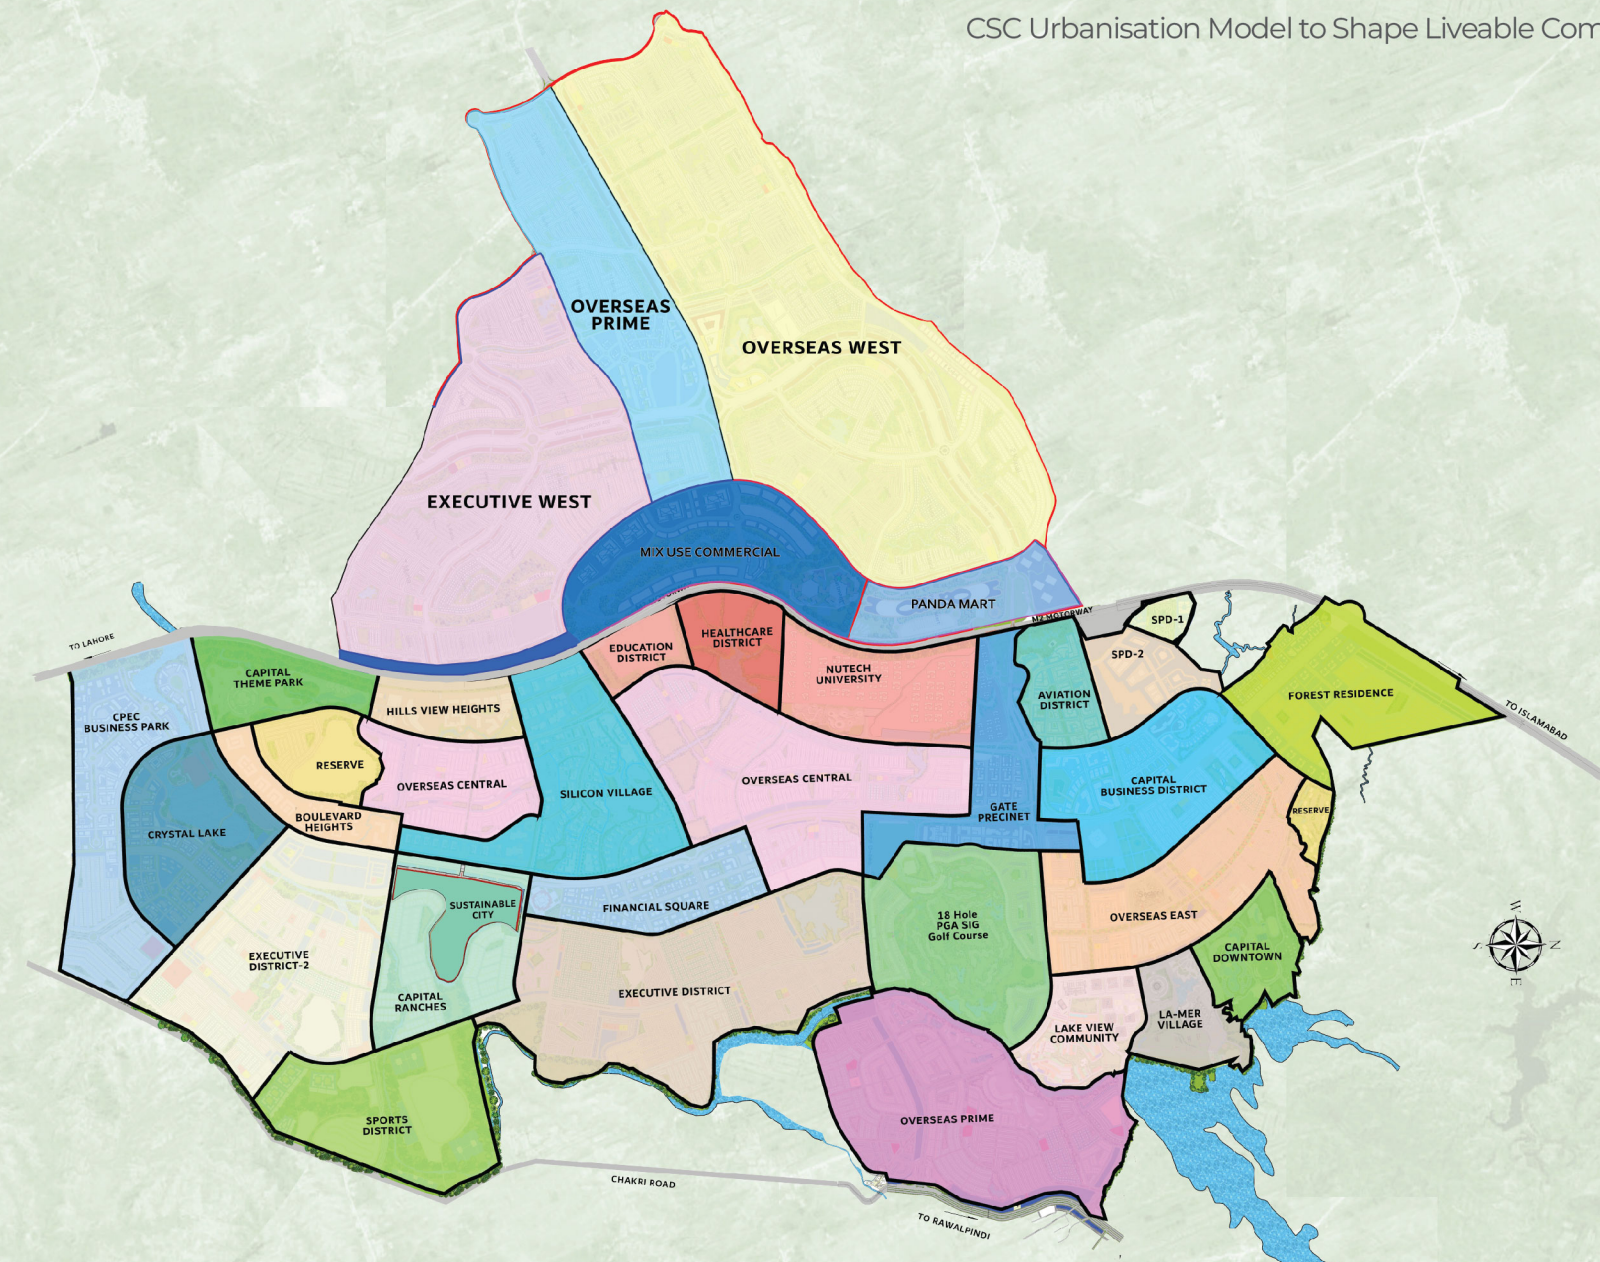 CSC Urbanisation Model to Shape Liveable Com
OVERSEAS
PRIME
OVERSEAS WEST
EXECUTIVE WEST
MIX USE COMMERCIAL
PANDA MART
M2 MOTORWAY
SPD-1
TO LAHORE
EDUCATION
DISTRICT
HEALTHCARE
DISTRICT
NUTECH
UNIVERSITY
SPD-2
CAPITAL
THEME PARK
HILLS VIEW HEIGHTS
AVIATION
DISTRICT
FOREST RESIDENCE
TO ISLAMABAD
CPEC
BUSINESS PARK
RESERVE
OVERSEAS CENTRAL
SILICON VILLAGE
OVERSEAS CENTRAL
GATE
PRECINET
CAPITAL
BUSINESS DISTRICT
RESERVE
CRYSTAL LAKE
BOULEVARD
HEIGHTS
SUSTAINABLE
CITY
FINANCIAL SQUARE
18 Hole
PGA SIG
Golf Course
OVERSEAS EAST
CAPITAL
DOWNTOWN
W
S
N
E
EXECUTIVE
DISTRICT-2
CAPITAL
RANCHES
EXECUTIVE DISTRICT
LAKE VIEW
COMMUNITY
LA-MER
VILLAGE
SPORTS
DISTRICT
OVERSEAS PRIME
CHAKRI ROAD
TO RAWALPINDI